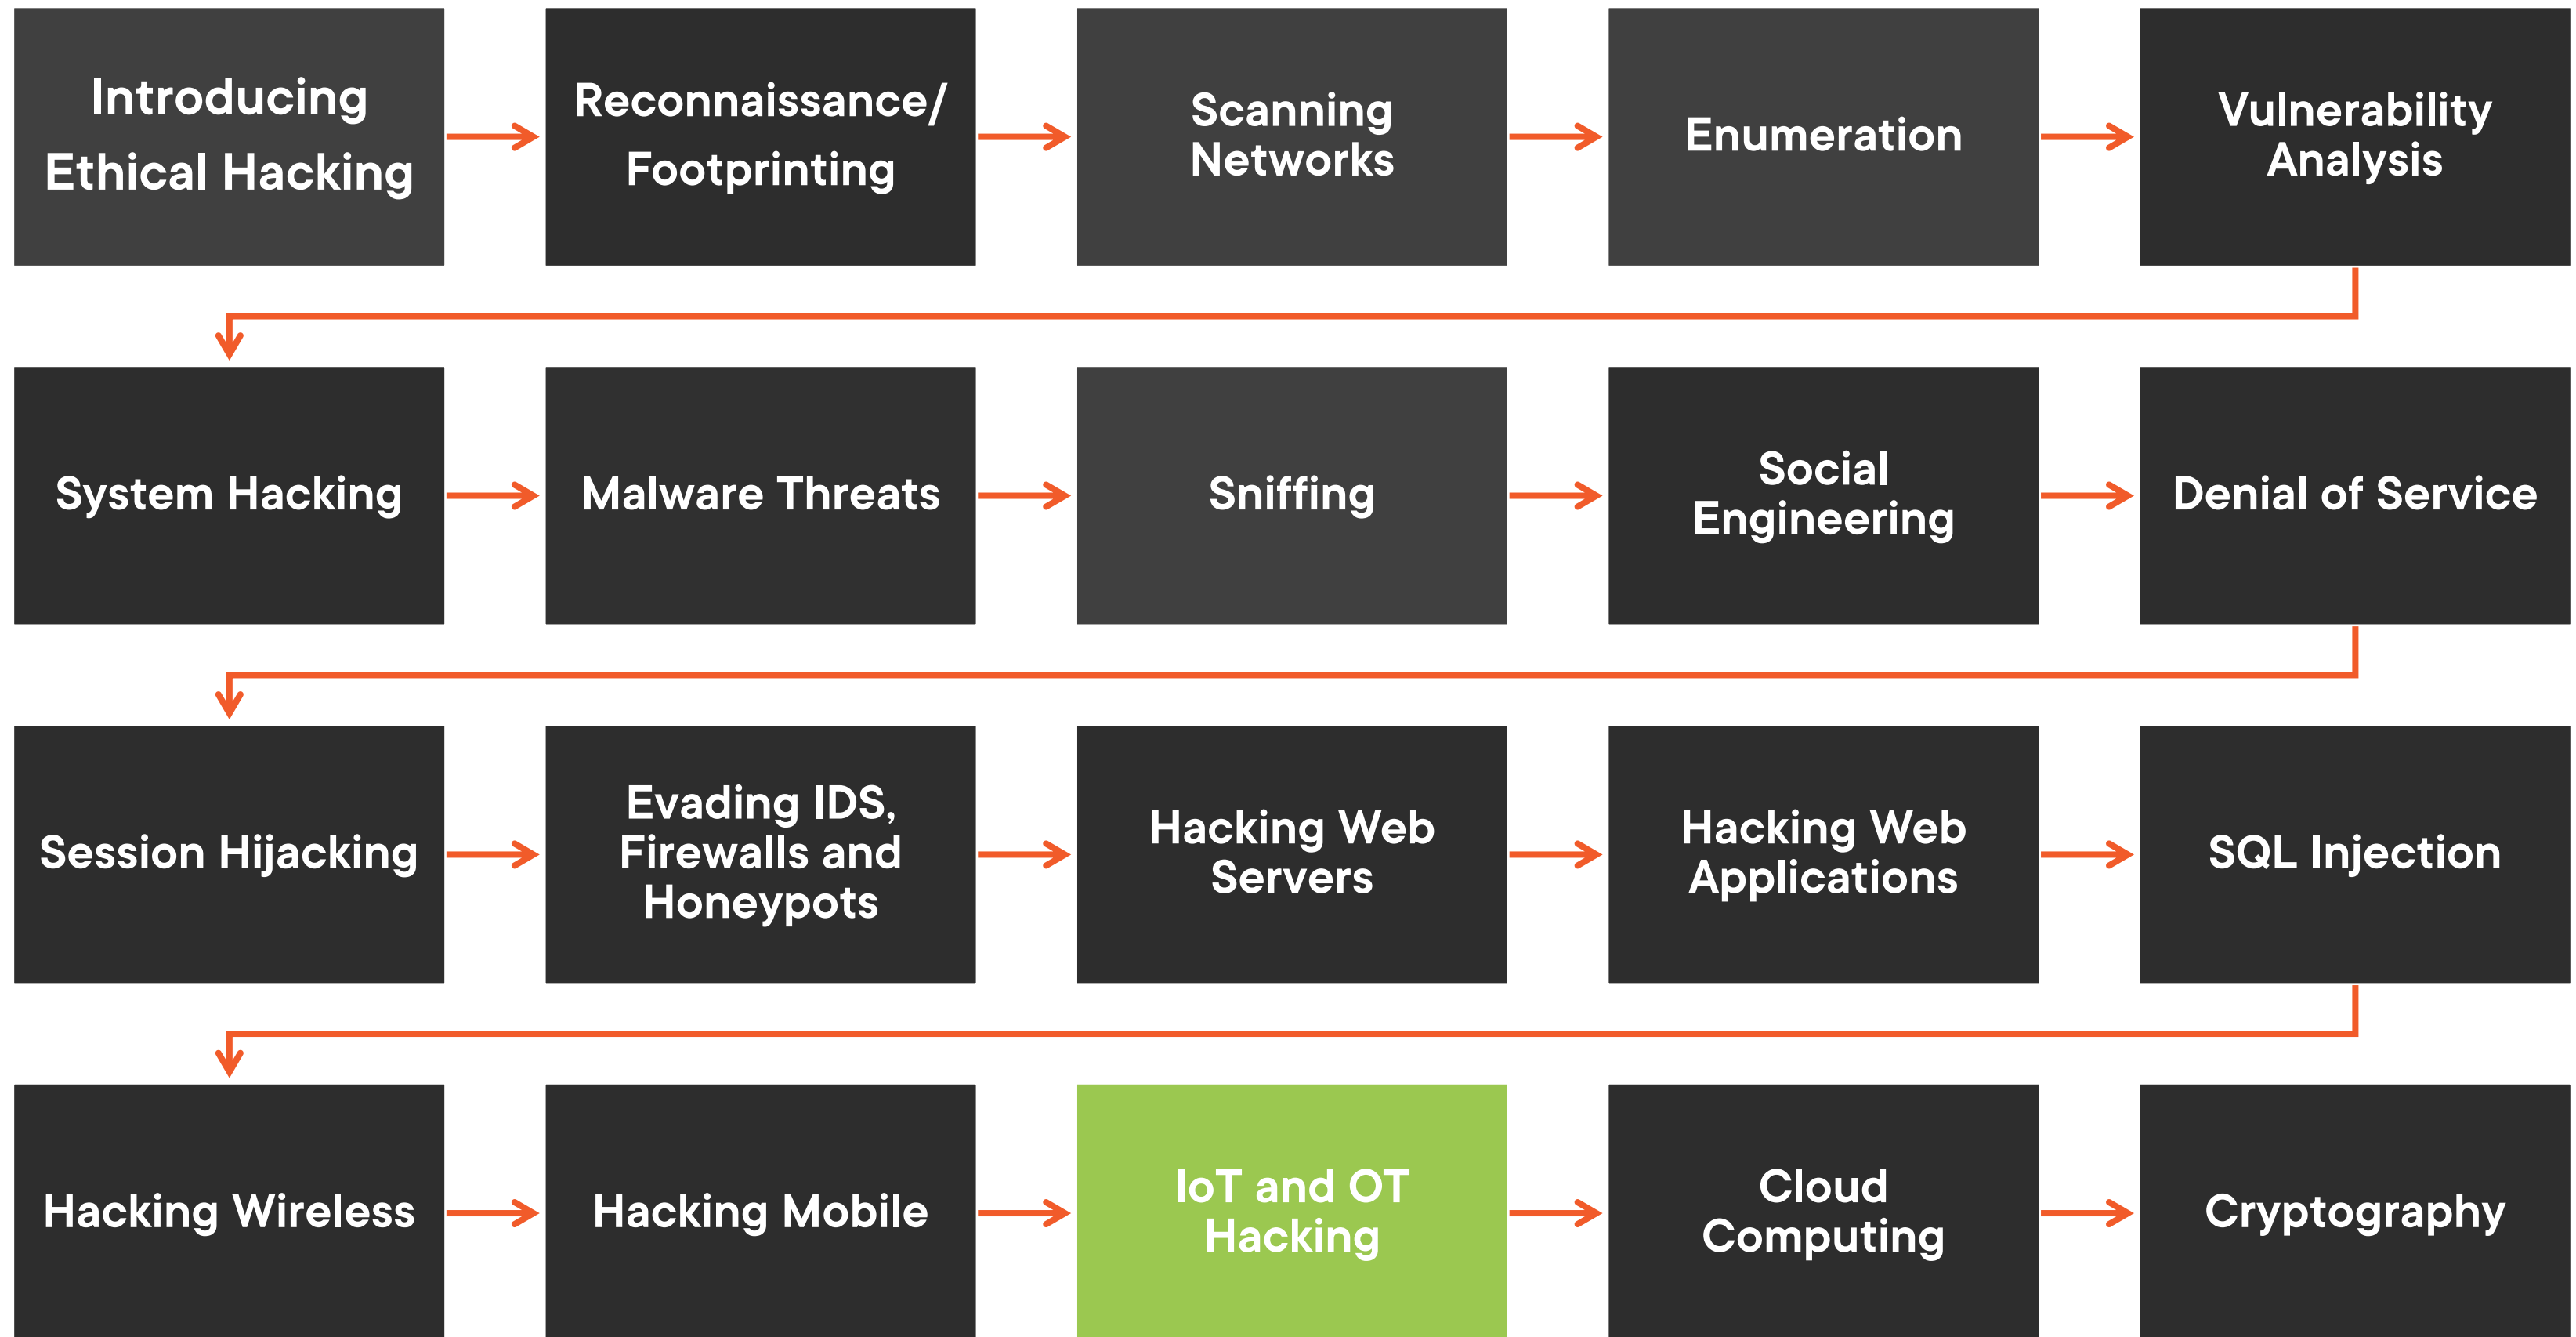 Introducing
Ethical Hacking
Reconnaissance/
Footprinting
Scanning
Networks
Enumeration
Vulnerability
Analysis
System Hacking
Malware Threats
Sniffing
Social
Engineering
Denial of Service
Session Hijacking
Evading IDS,
Firewalls and
Honeypots
Hacking Web
Servers
Hacking Web
Applications
SQL Injection
Hacking Wireless
Hacking Mobile
IoT and OT
Hacking
Cloud
Computing
Cryptography